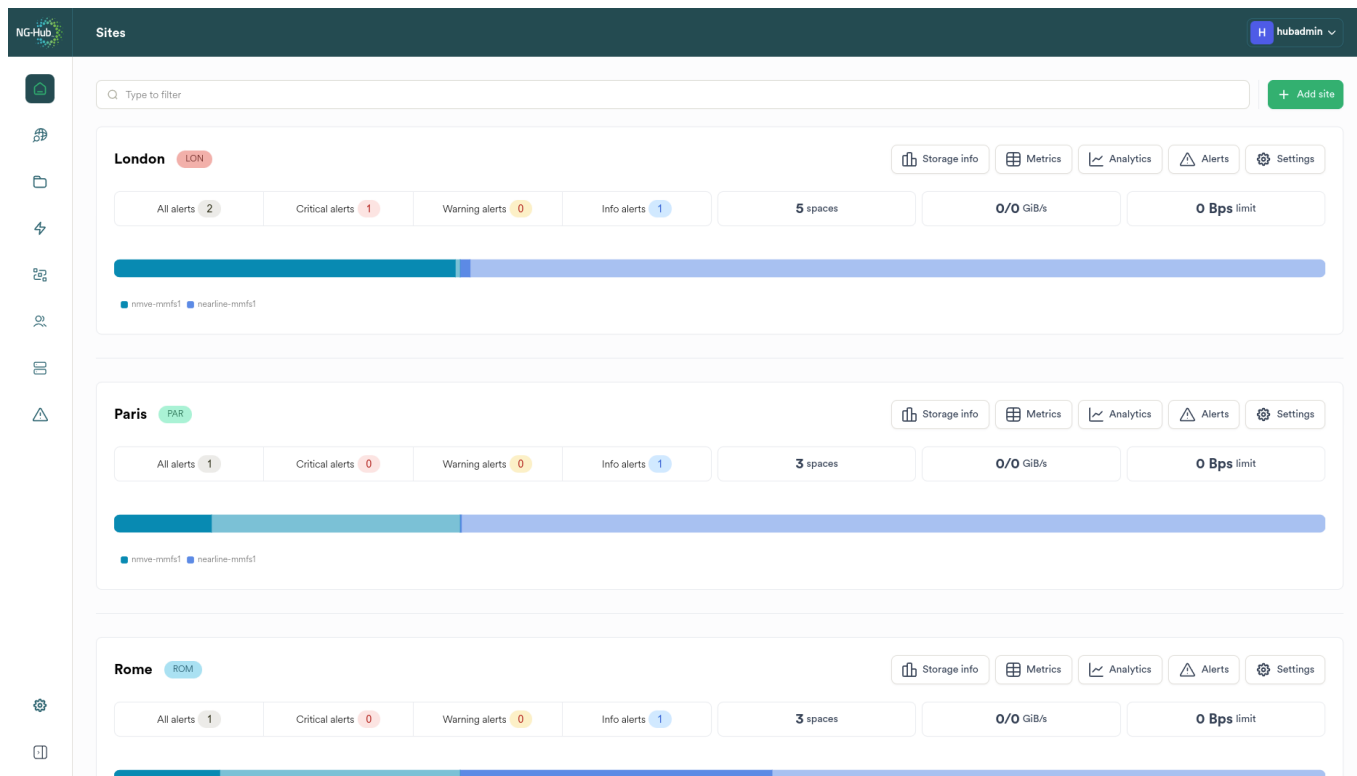 NG-Hub
Sites
H hubadmin
Type to filter
+ Add site
London LON
Storage info Metrics Analytics Alerts Settings
All alerts 2 Critical alerts 1 Warning alerts 0 Info alerts 1 5 spaces 0/0 GiB/s 0 Bps limit
nmve-mmfs1 nearline-mmfs1
Paris PAR
Storage info Metrics Analytics Alerts Settings
All alerts 1 Critical alerts 0 Warning alerts 0 Info alerts 1 3 spaces 0/0 GiB/s 0 Bps limit
nmve-mmfs1 nearline-mmfs1
Rome ROM
Storage info Metrics Analytics Alerts Settings
All alerts 1 Critical alerts 0 Warning alerts 0 Info alerts 1 3 spaces 0/0 GiB/s 0 Bps limit